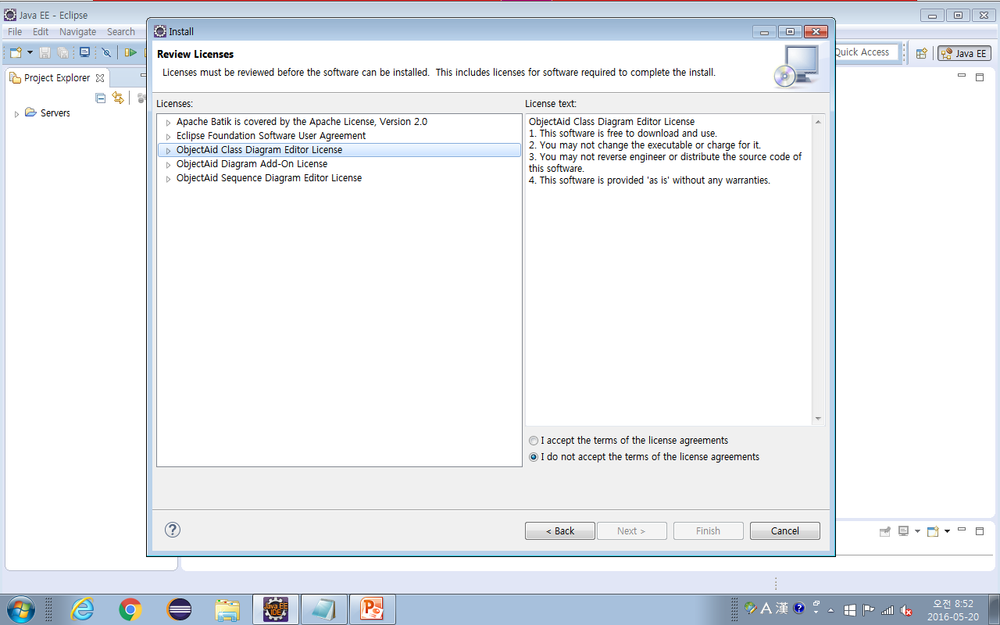 Java EE - Eclipse
File Edit Navigate Search
Quick Access
Java EE
Project Explorer
Servers
Install
Review Licenses
Licenses must be reviewed before the software can be installed. This includes licenses for software required to complete the install.
Licenses:
Apache Batik is covered by the Apache License, Version 2.0
Eclipse Foundation Software User Agreement
ObjectAid Class Diagram Editor License
ObjectAid Diagram Add-On License
ObjectAid Sequence Diagram Editor License
License text:
ObjectAid Class Diagram Editor License
1. This software is free to download and use.
2. You may not change the executable or charge for it.
3. You may not reverse engineer or distribute the source code of
this software.
4. This software is provided 'as is' without any warranties.
I accept the terms of the license agreements
I do not accept the terms of the license agreements
?
< Back
Next >
Finish
Cancel
Java EE
IDE
A 漢 ?
오전 8:52
2016-05-20